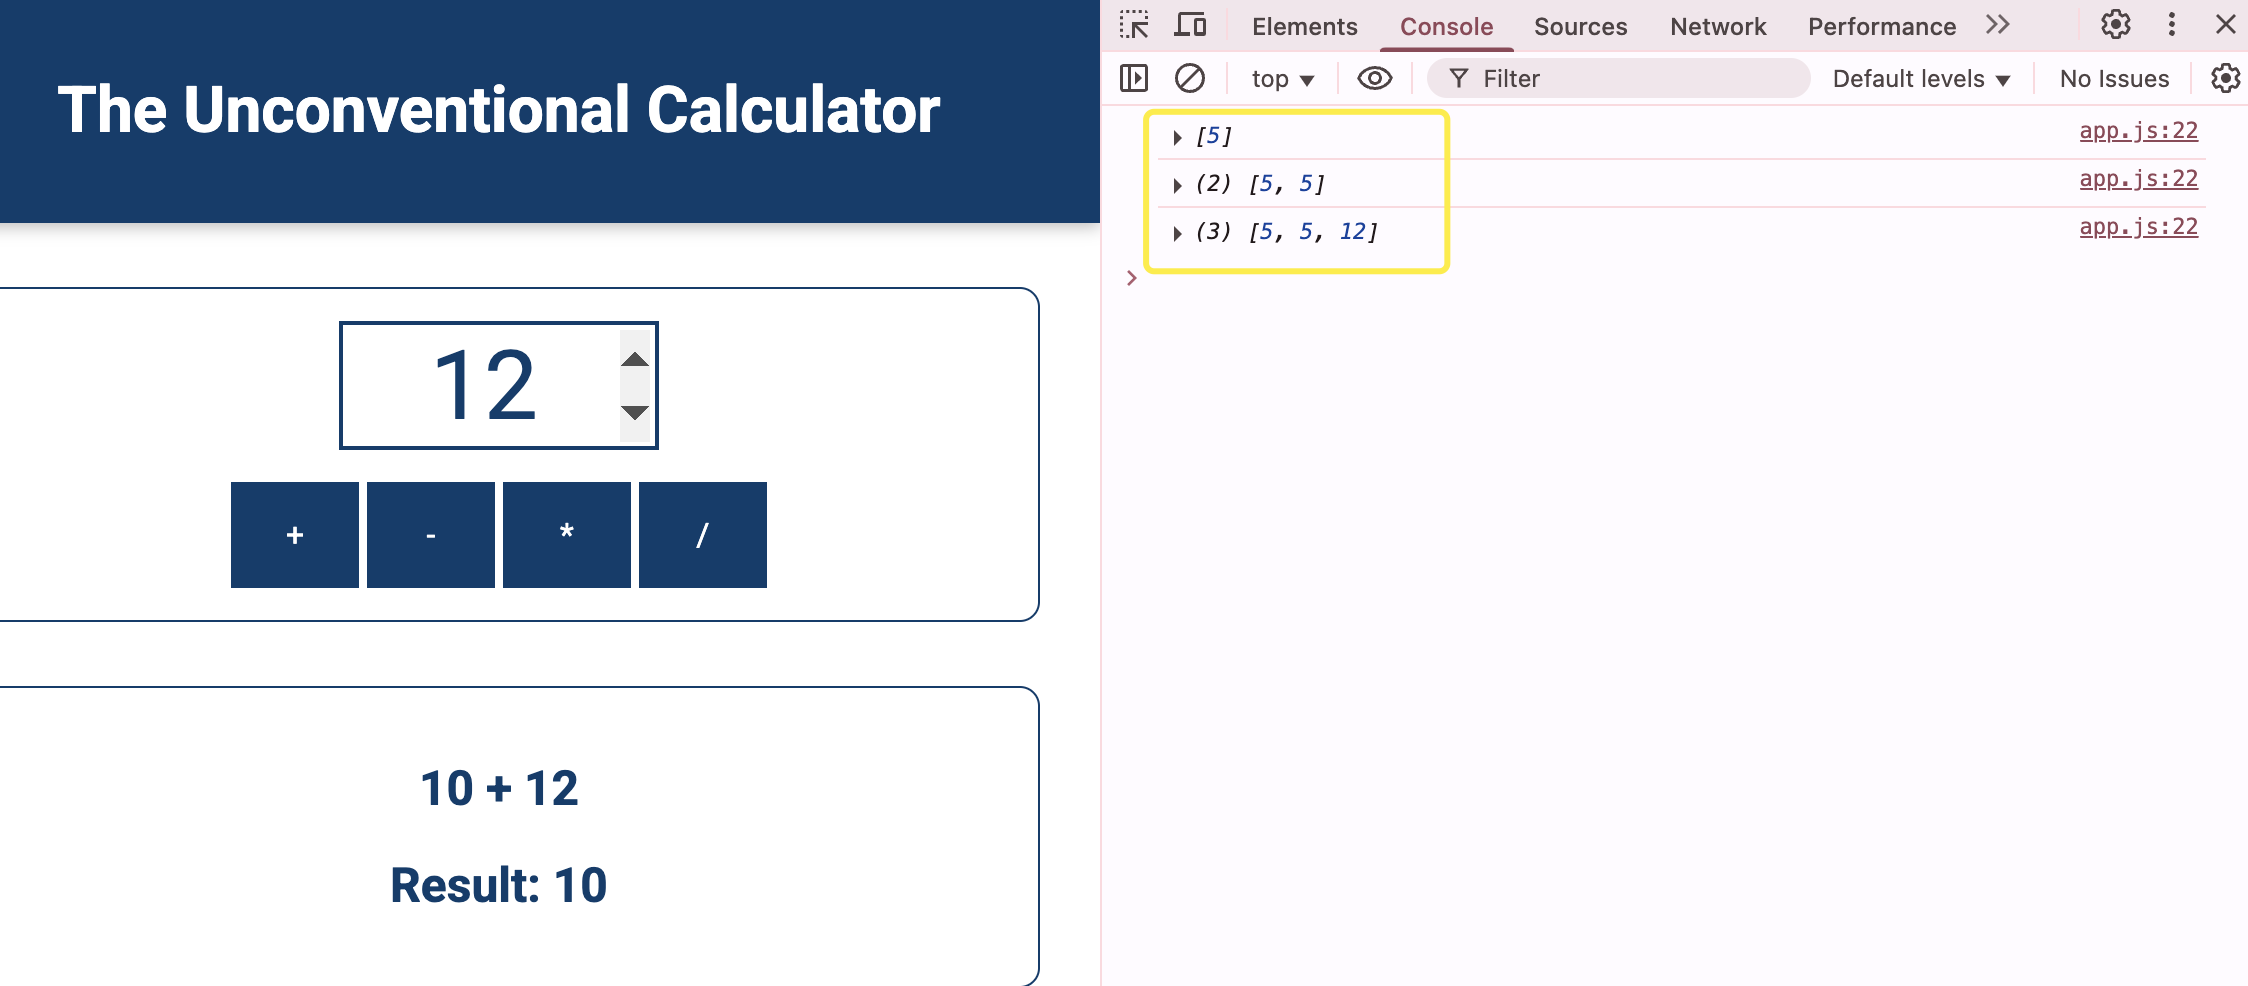 The Unconventional Calculator
12
+ - * /
10 + 12
Result: 10
Elements Console Sources Network Performance
top Filter Default levels No Issues
[5] app.js:22
(2) [5, 5] app.js:22
(3) [5, 5, 12] app.js:22